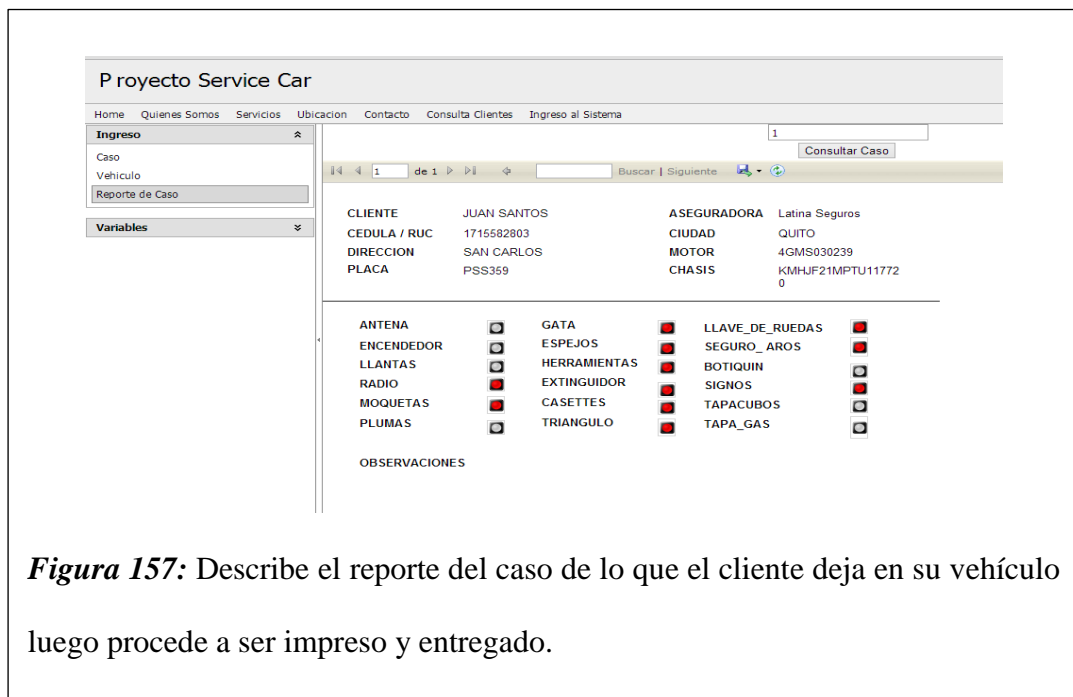 P royecto Service Car
Home Quienes Somos Servicios Ubicacion Contacto Consulta Clientes Ingreso al Sistema
Ingreso
Caso
Vehiculo
Reporte de Caso
Variables
1
Consultar Caso
1 de 1 Buscar | Siguiente
CLIENTE JUAN SANTOS ASEGURADORA Latina Seguros
CEDULA / RUC 1715582803 CIUDAD QUITO
DIRECCION SAN CARLOS MOTOR 4GMS030239
PLACA PSS359 CHASIS KMHJF21MPTU11772
0
ANTENA GATA LLAVE_DE_RUEDAS
ENCENDEDOR ESPEJOS SEGURO_ AROS
LLANTAS HERRAMIENTAS BOTIQUIN
RADIO EXTINGUIDOR SIGNOS
MOQUETAS CASETTES TAPACUBOS
PLUMAS TRIANGULO TAPA_GAS
OBSERVACIONES
Figura 157: Describe el reporte del caso de lo que el cliente deja en su vehículo
luego procede a ser impreso y entregado.